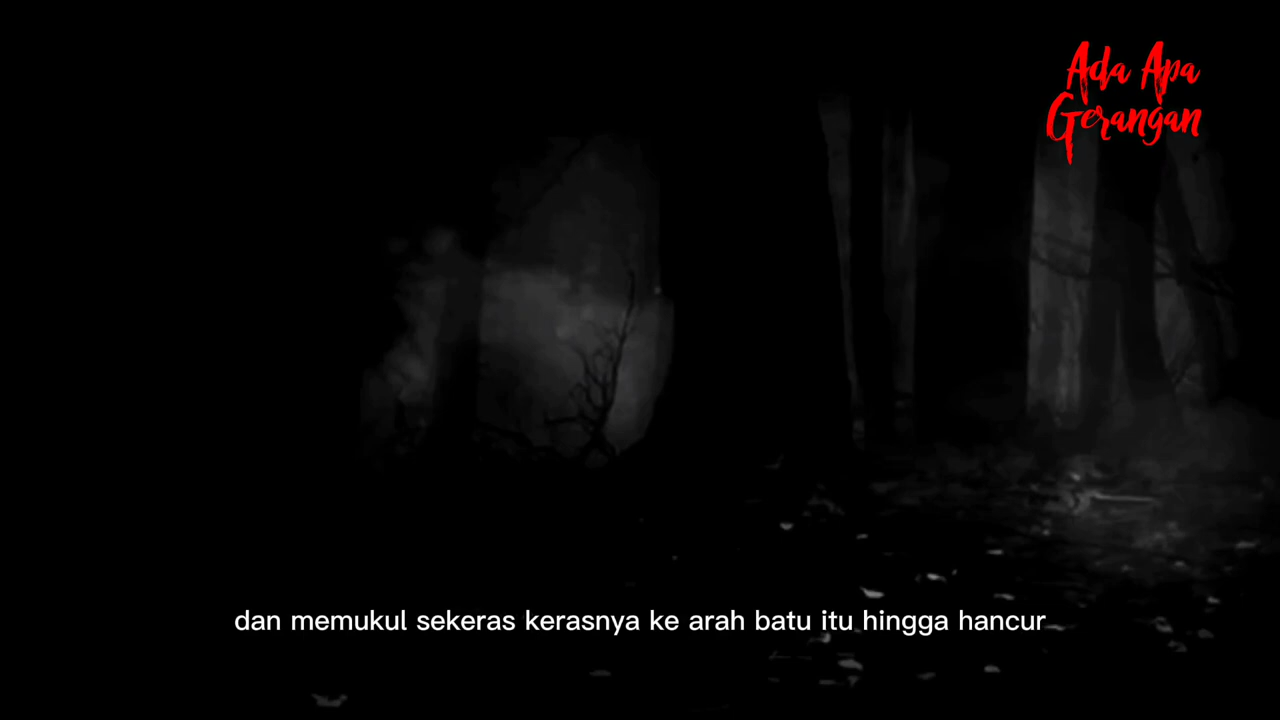 Ada Apa
Gerangan
dan memukul sekeras kerasnya ke arah batu itu hingga hancur